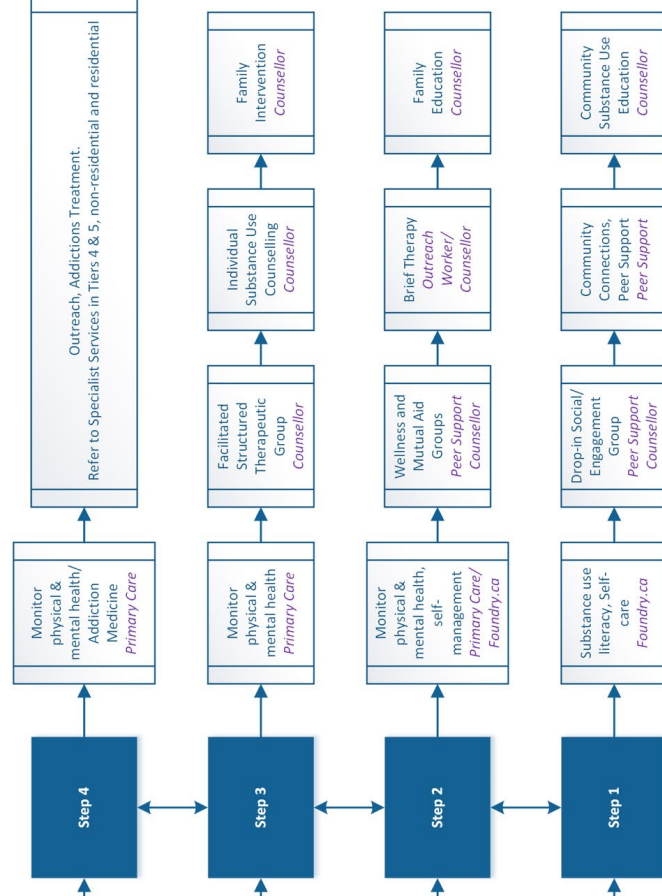 Step 4
Monitor
physical &
mental health/
Addiction
Medicine
Primary Care
Outreach, Addictions Treatment.
Refer to Specialist Services in Tiers 4 & 5, non-residential and residential
Step 3
Monitor
physical &
mental health
Primary Care
Facilitated
Structured
Therapeutic
Group
Counsellor
Individual
Substance Use
Counselling
Counsellor
Family
Intervention
Counsellor
Step 2
Monitor
physical &
mental health,
self-
management
Primary Care/
Foundry.ca
Wellness and
Mutual Aid
Groups
Peer Support
Counsellor
Brief Therapy
Outreach
Worker/
Counsellor
Family
Education
Counsellor
Step 1
Substance use
literacy, Self-
care
Foundry.ca
Drop-in Social/
Engagement
Group
Peer Support
Counsellor
Community
Connections,
Peer Support
Peer Support
Community
Substance Use
Education
Counsellor